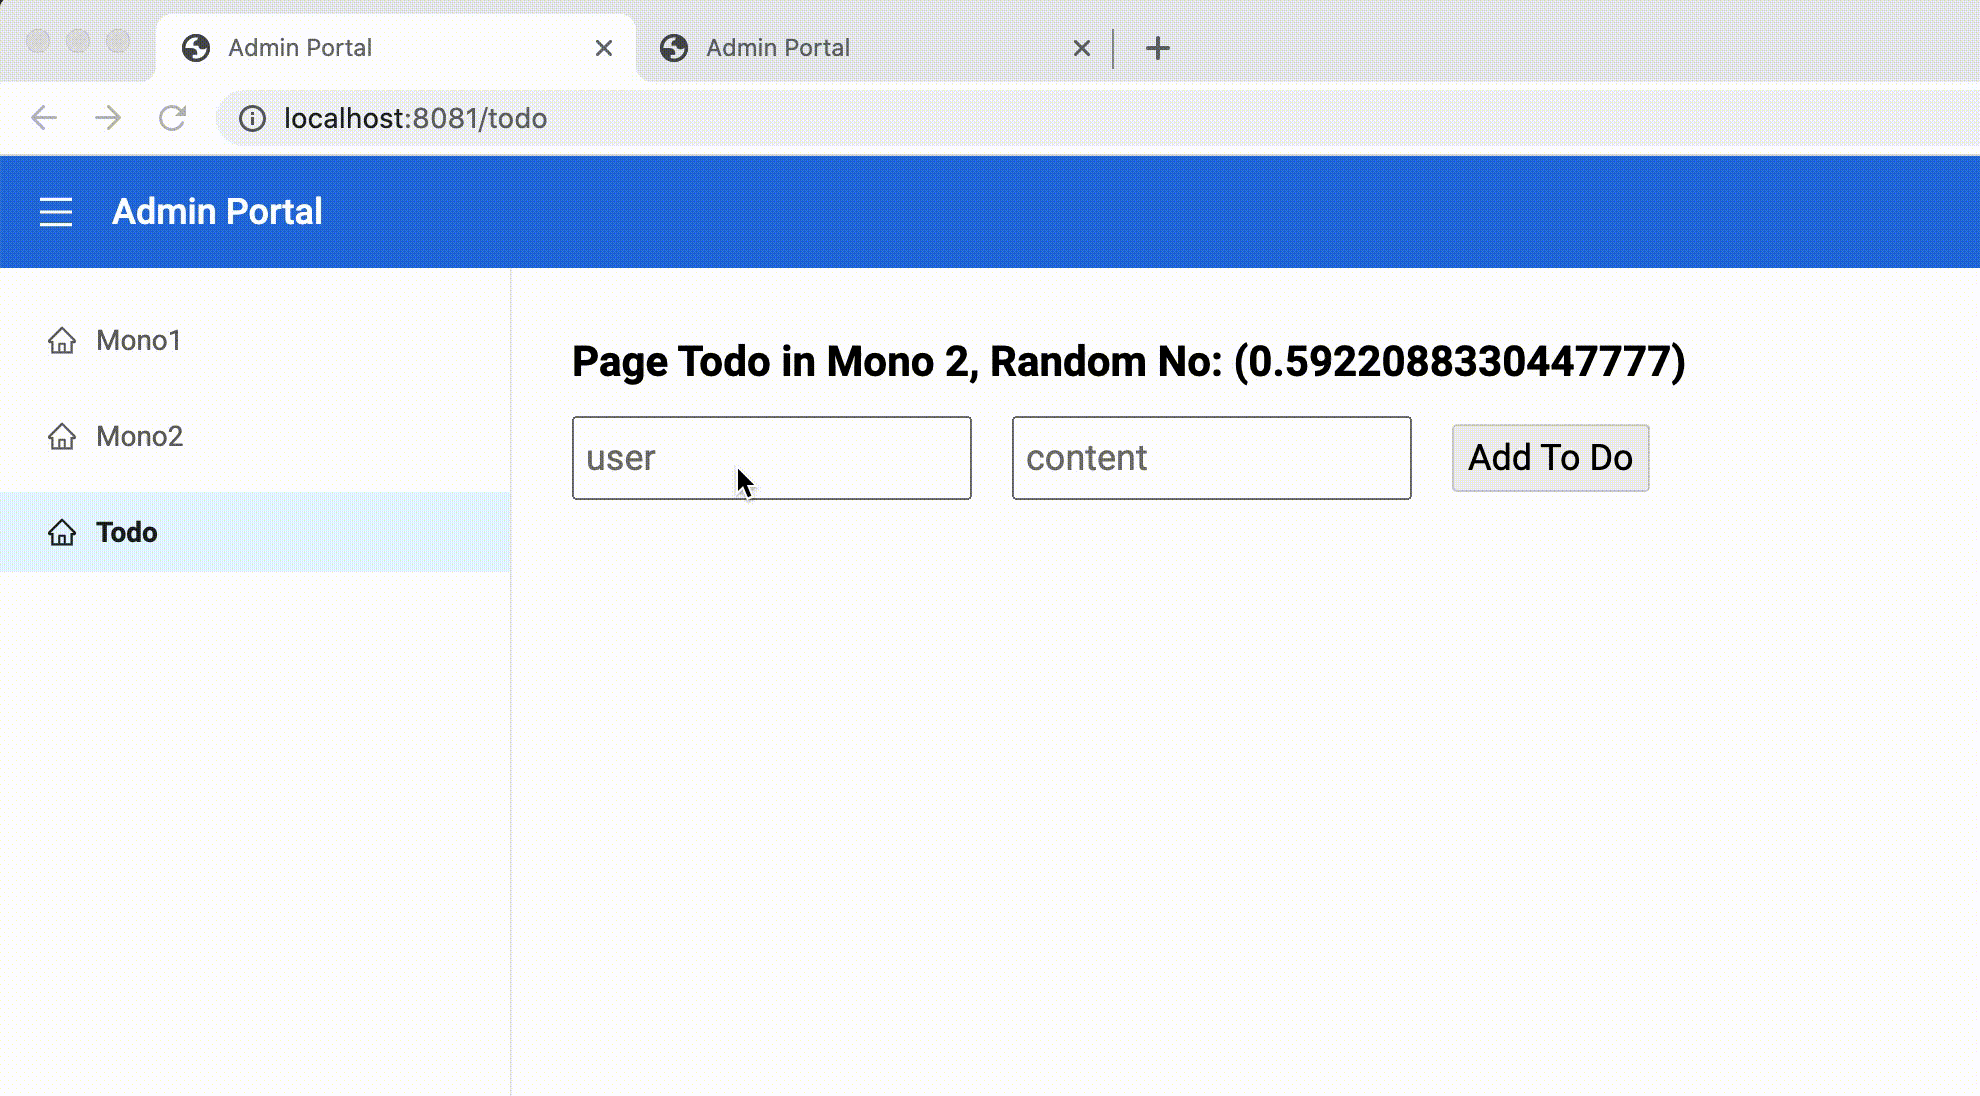 Admin Portal
Admin Portal
localhost:8081/todo
Admin Portal
Mono1
Mono2
Todo
Page Todo in Mono 2, Random No: (0.5922088330447777)
user
content
Add To Do